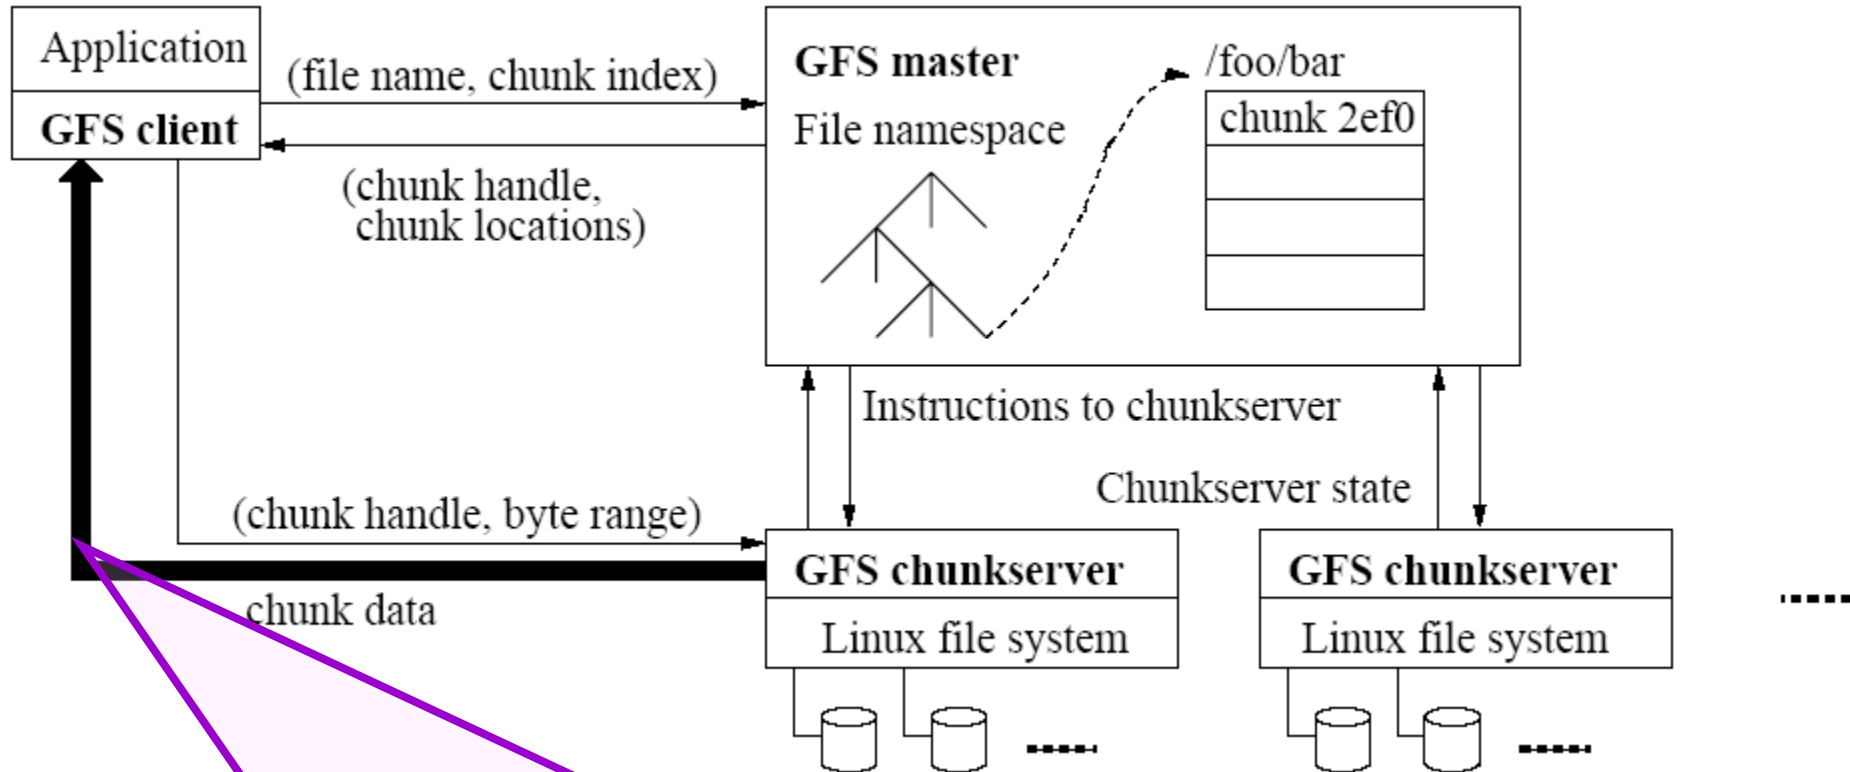 Application
GFS client
(file name, chunk index)
(chunk handle,
chunk locations)
GFS master
File namespace
/foo/bar
chunk 2ef0
Instructions to chunkserver
Chunkserver state
(chunk handle, byte range)
chunk data
GFS chunkserver
Linux file system
GFS chunkserver
Linux file system